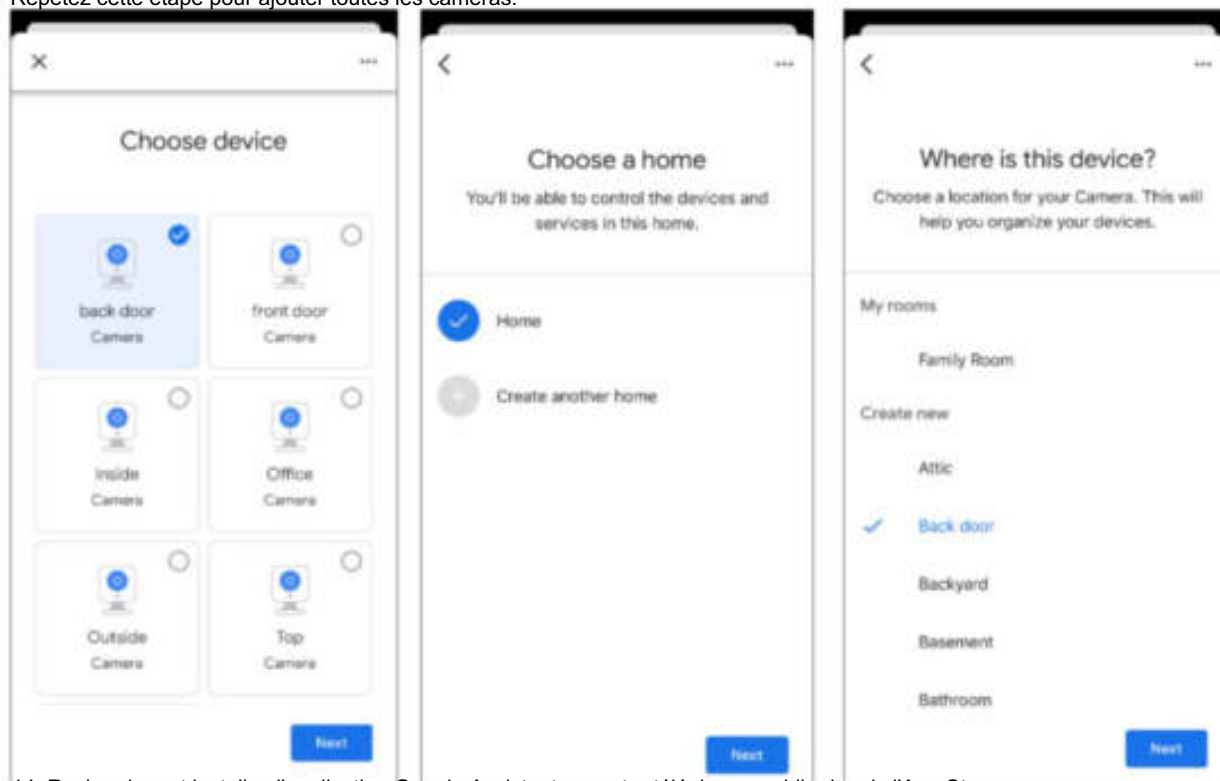 Répétez cette étape pour ajouter toutes les caméras.
Choose device
back door
Camera
front door
Camera
Inside
Camera
Office
Camera
Outside
Camera
Top
Camera
Next
Choose a home
You'll be able to control the devices and
services in this home.
Home
Create another home
Next
Where is this device?
Choose a location for your Camera. This will
help you organize your devices.
My rooms
Family Room
Create new
Attic
Back door
Backyard
Basement
Bathroom
Next